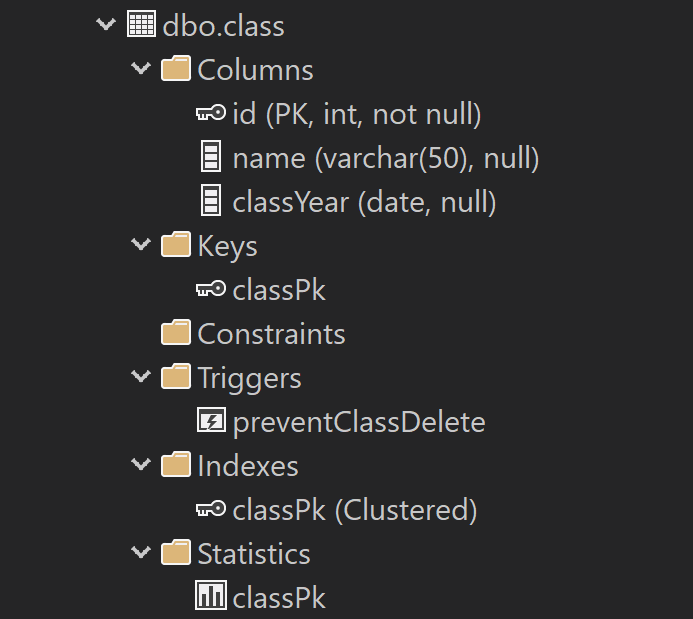 dbo.class
Columns
id (PK, int, not null)
name (varchar(50), null)
classYear (date, null)
Keys
classPk
Constraints
Triggers
preventClassDelete
Indexes
classPk (Clustered)
Statistics
classPk